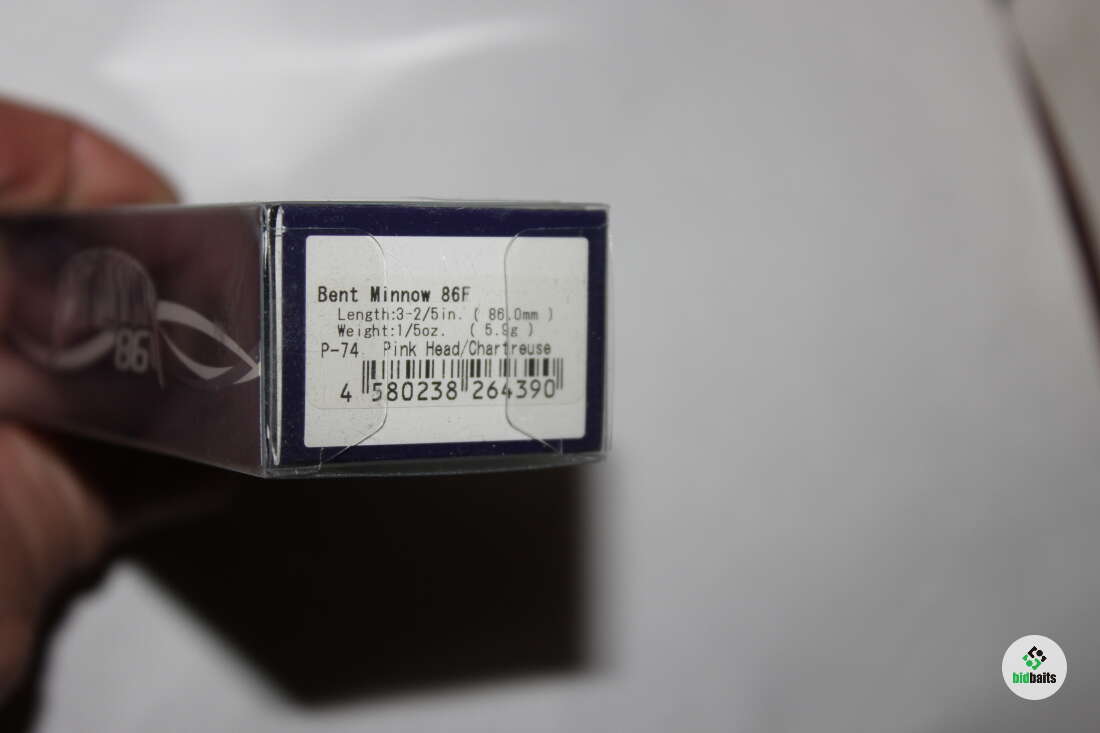 Bent Minnow 86F
Length:3-2/5in. ( 86.0mm )
Weight:1/5oz. ( 5.9g )
P-74 Pink Head/Chartreuse
4 580238 264390
86
bidbaits